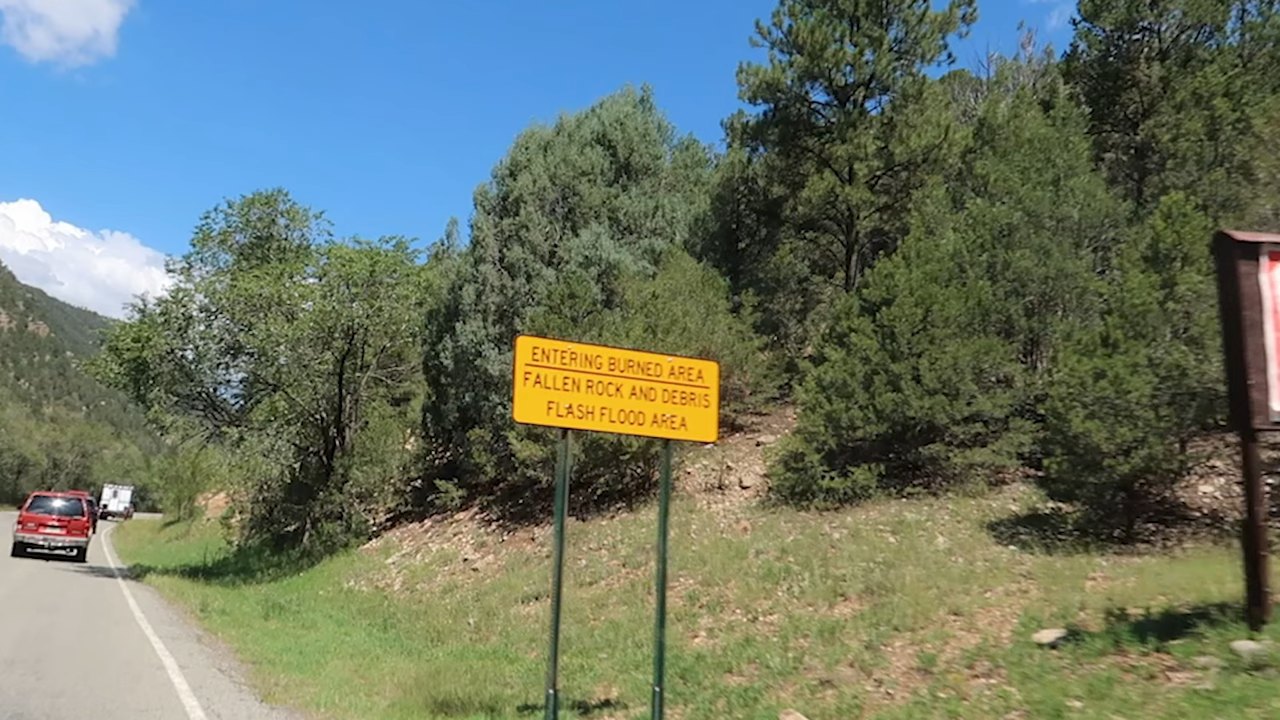 ENTERING BURNED AREA
FALLEN ROCK AND DEBRIS
FLASH FLOOD AREA